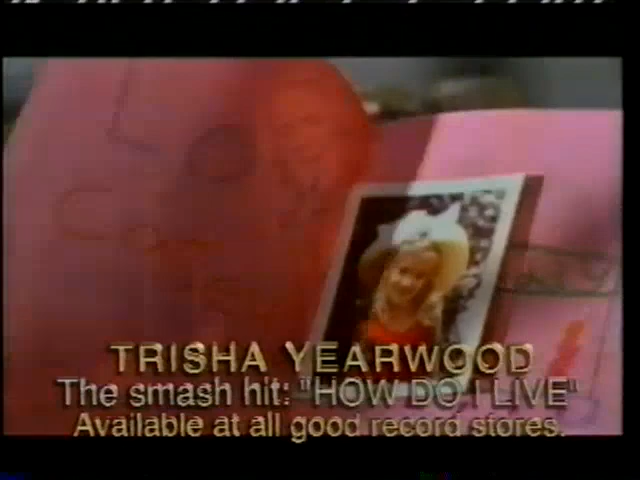 TRISHA YEARWOOD
The smash hit: "HOW DO I LIVE"
Available at all good record stores.